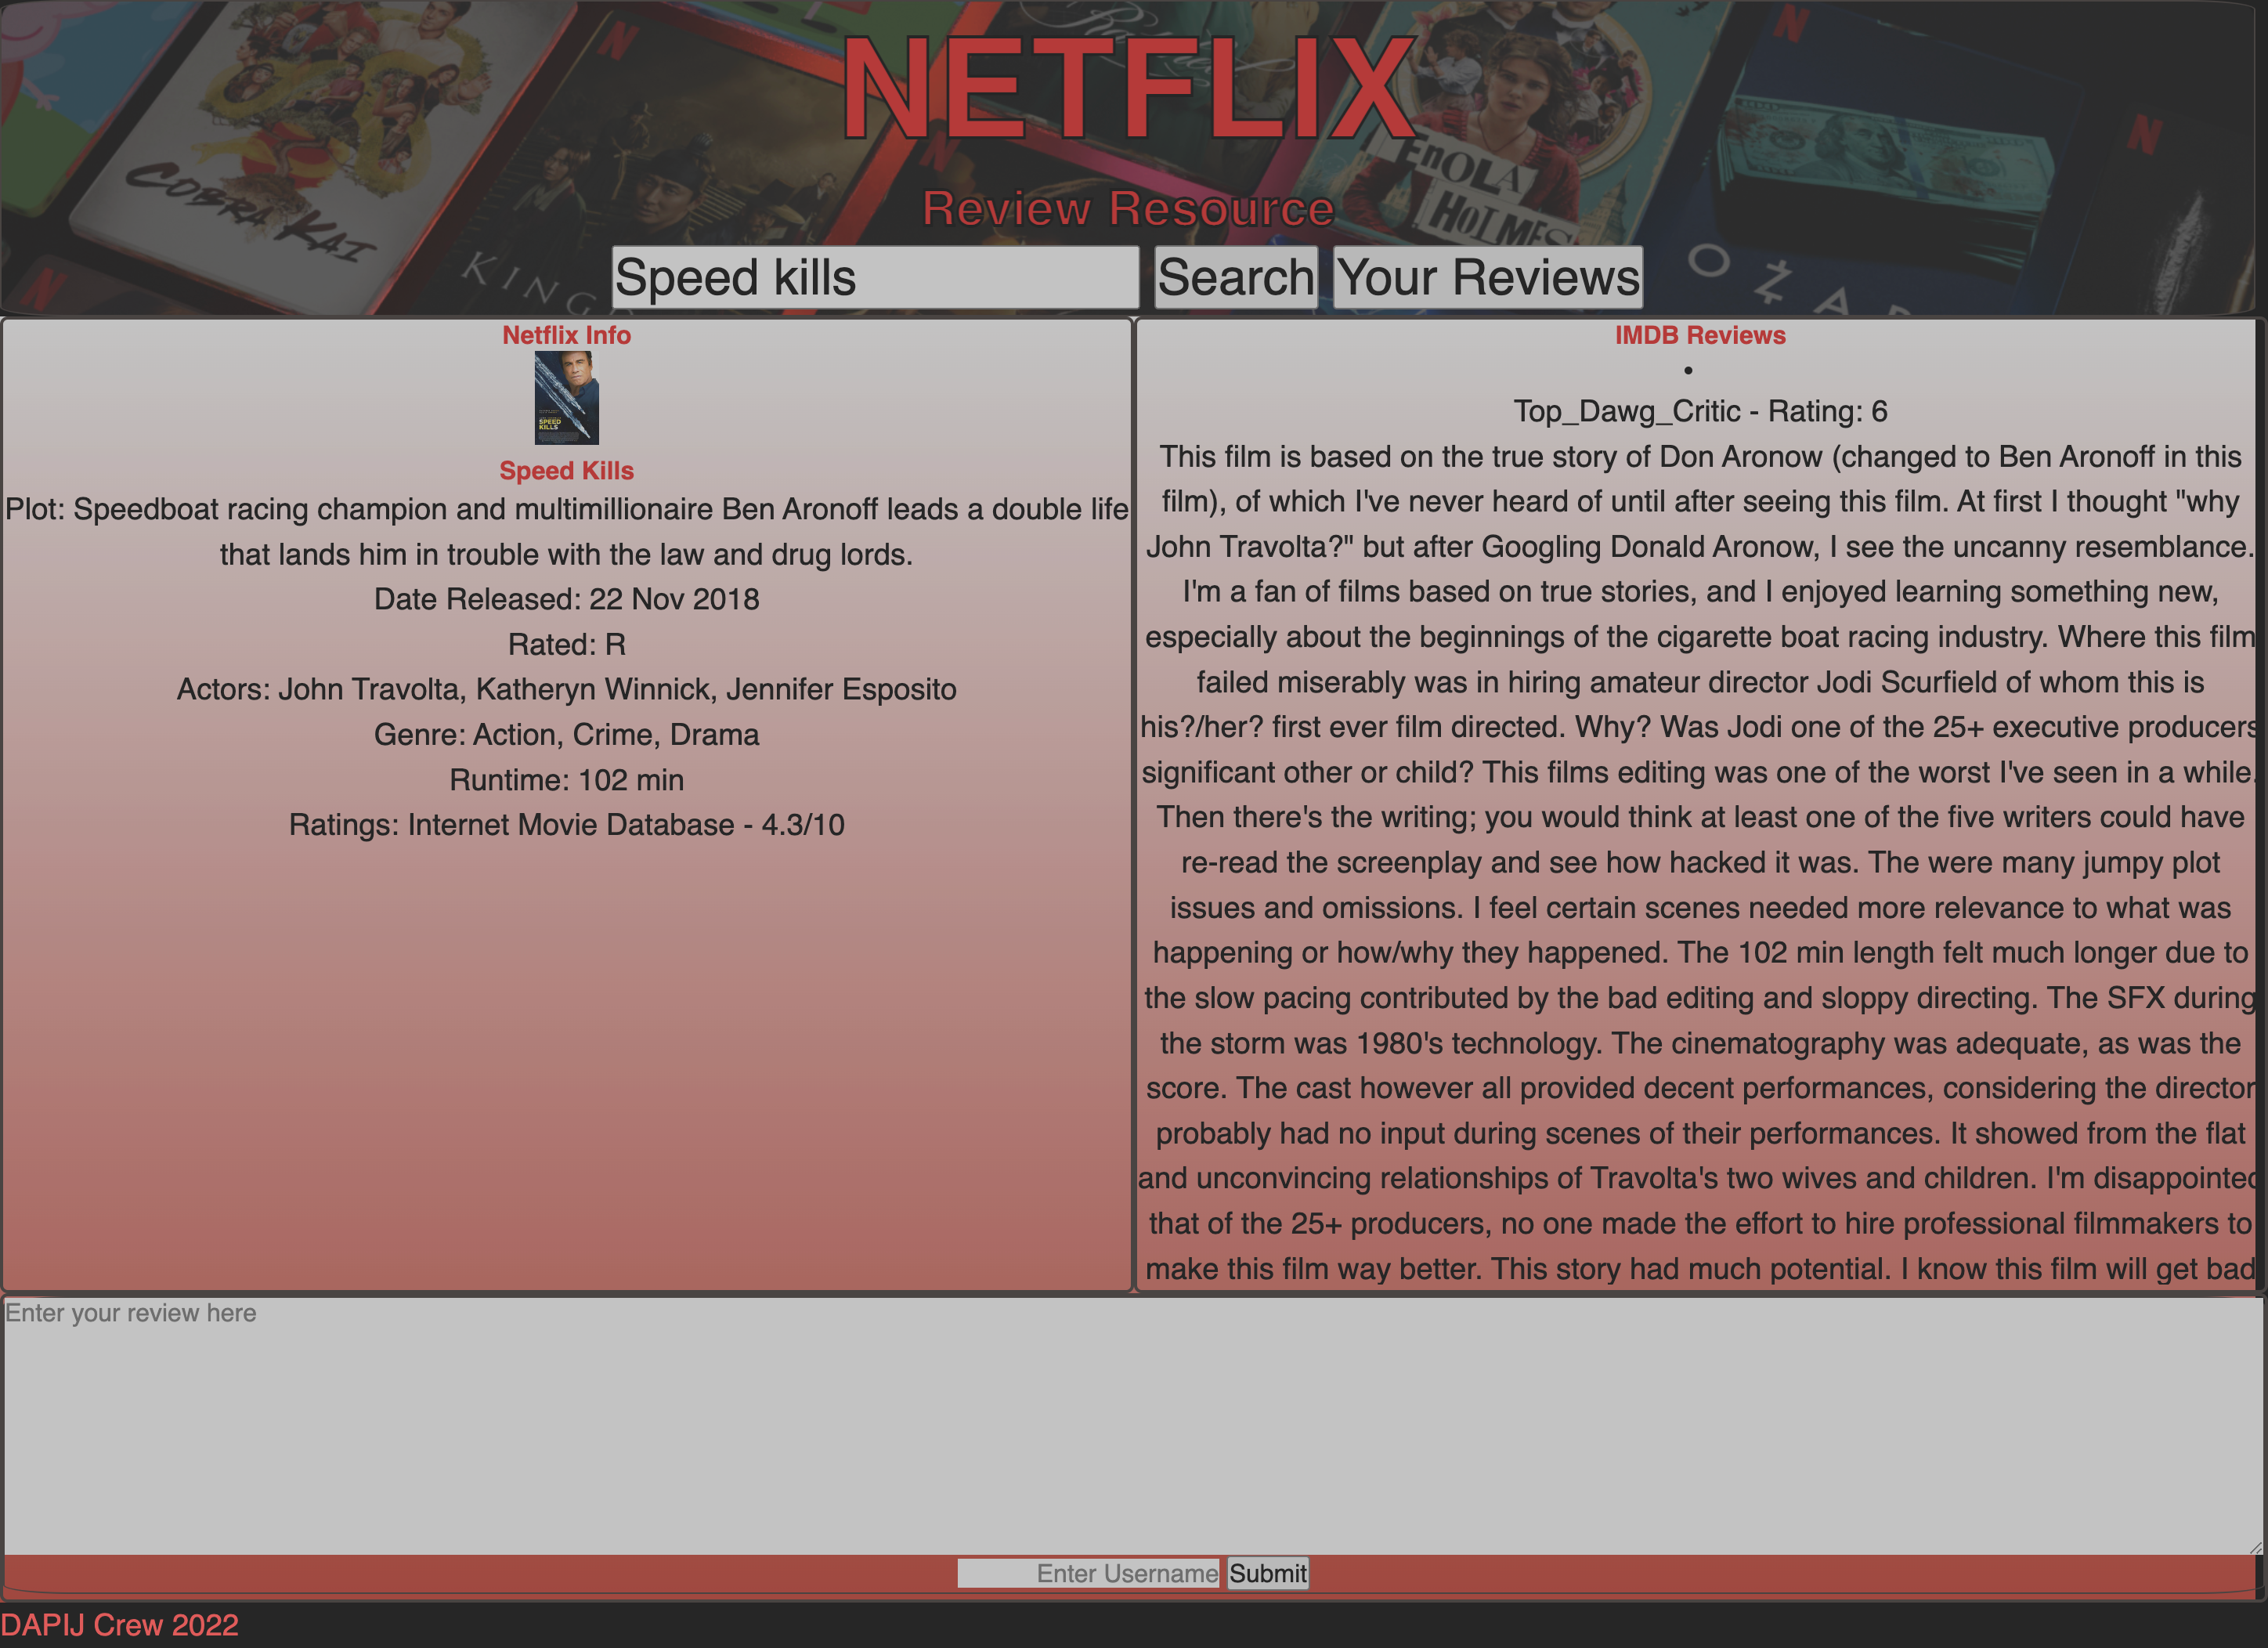 COBRA KAI
KING
NETFLIX
ENOLA
HOLMES
Review Resource
Speed kills
Search
Your Reviews
Netflix Info
SPEED
KILLS
Speed Kills
Plot: Speedboat racing champion and multimillionaire Ben Aronoff leads a double life
that lands him in trouble with the law and drug lords.
Date Released: 22 Nov 2018
Rated: R
Actors: John Travolta, Katheryn Winnick, Jennifer Esposito
Genre: Action, Crime, Drama
Runtime: 102 min
Ratings: Internet Movie Database - 4.3/10
IMDB Reviews
•
Top_Dawg_Critic - Rating: 6
This film is based on the true story of Don Aronow (changed to Ben Aronoff in this
film), of which I've never heard of until after seeing this film. At first I thought "why
John Travolta?" but after Googling Donald Aronow, I see the uncanny resemblance.
I'm a fan of films based on true stories, and I enjoyed learning something new,
especially about the beginnings of the cigarette boat racing industry. Where this film
failed miserably was in hiring amateur director Jodi Scurfield of whom this is
his?/her? first ever film directed. Why? Was Jodi one of the 25+ executive producers
significant other or child? This films editing was one of the worst I've seen in a while.
Then there's the writing; you would think at least one of the five writers could have
re-read the screenplay and see how hacked it was. The were many jumpy plot
issues and omissions. I feel certain scenes needed more relevance to what was
happening or how/why they happened. The 102 min length felt much longer due to
the slow pacing contributed by the bad editing and sloppy directing. The SFX during
the storm was 1980's technology. The cinematography was adequate, as was the
score. The cast however all provided decent performances, considering the director
probably had no input during scenes of their performances. It showed from the flat
and unconvincing relationships of Travolta's two wives and children. I'm disappointed
that of the 25+ producers, no one made the effort to hire professional filmmakers to
make this film way better. This story had much potential. I know this film will get bad
Enter your review here
Enter Username
Submit
DAPIJ Crew 2022